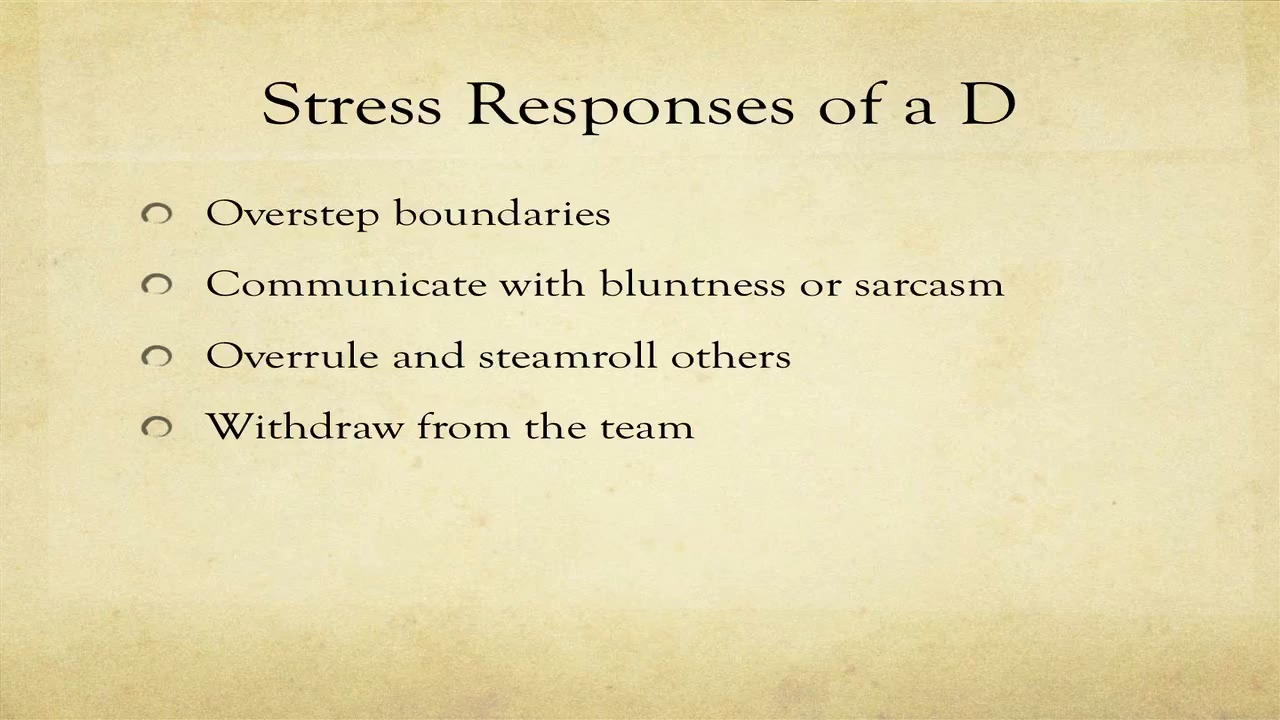 Stress Responses of a D
Overstep boundaries
Communicate with bluntness or sarcasm
Overrule and steamroll others
Withdraw from the team